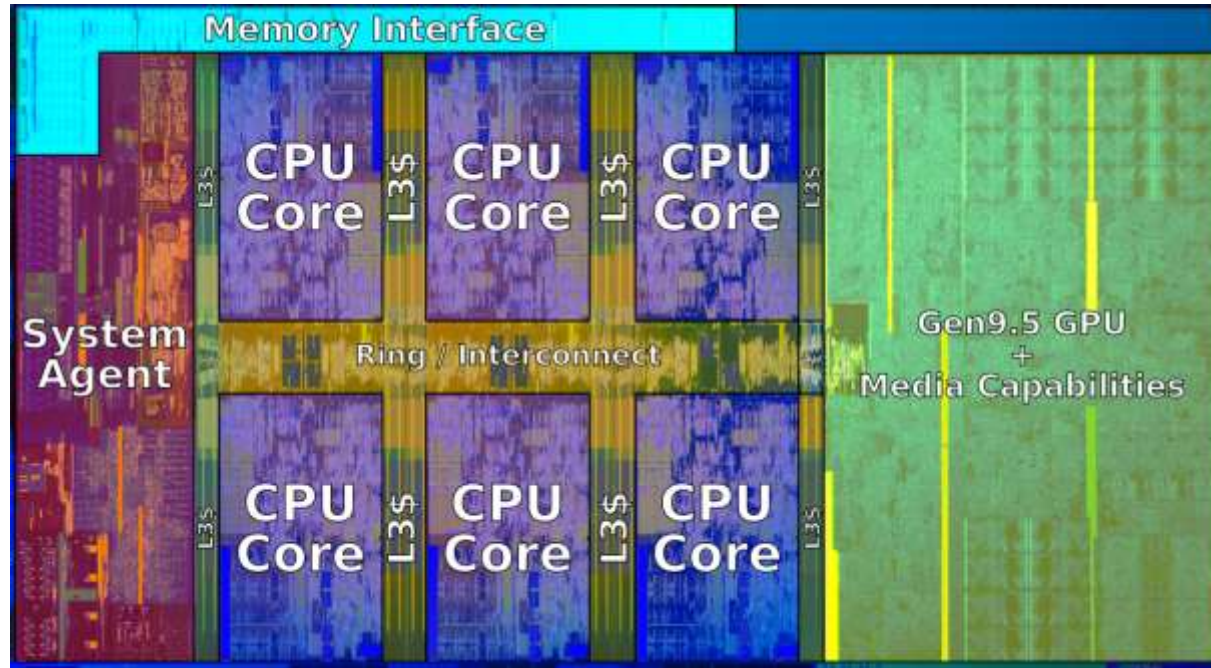 Memory Interface
L3$
CPU
Core
L3$
CPU
Core
L3$
CPU
Core
L3$
System
Agent
Ring / Interconnect
Gen9.5 GPU
+
Media Capabilities
L3$
CPU
Core
L3$
CPU
Core
L3$
CPU
Core
L3$